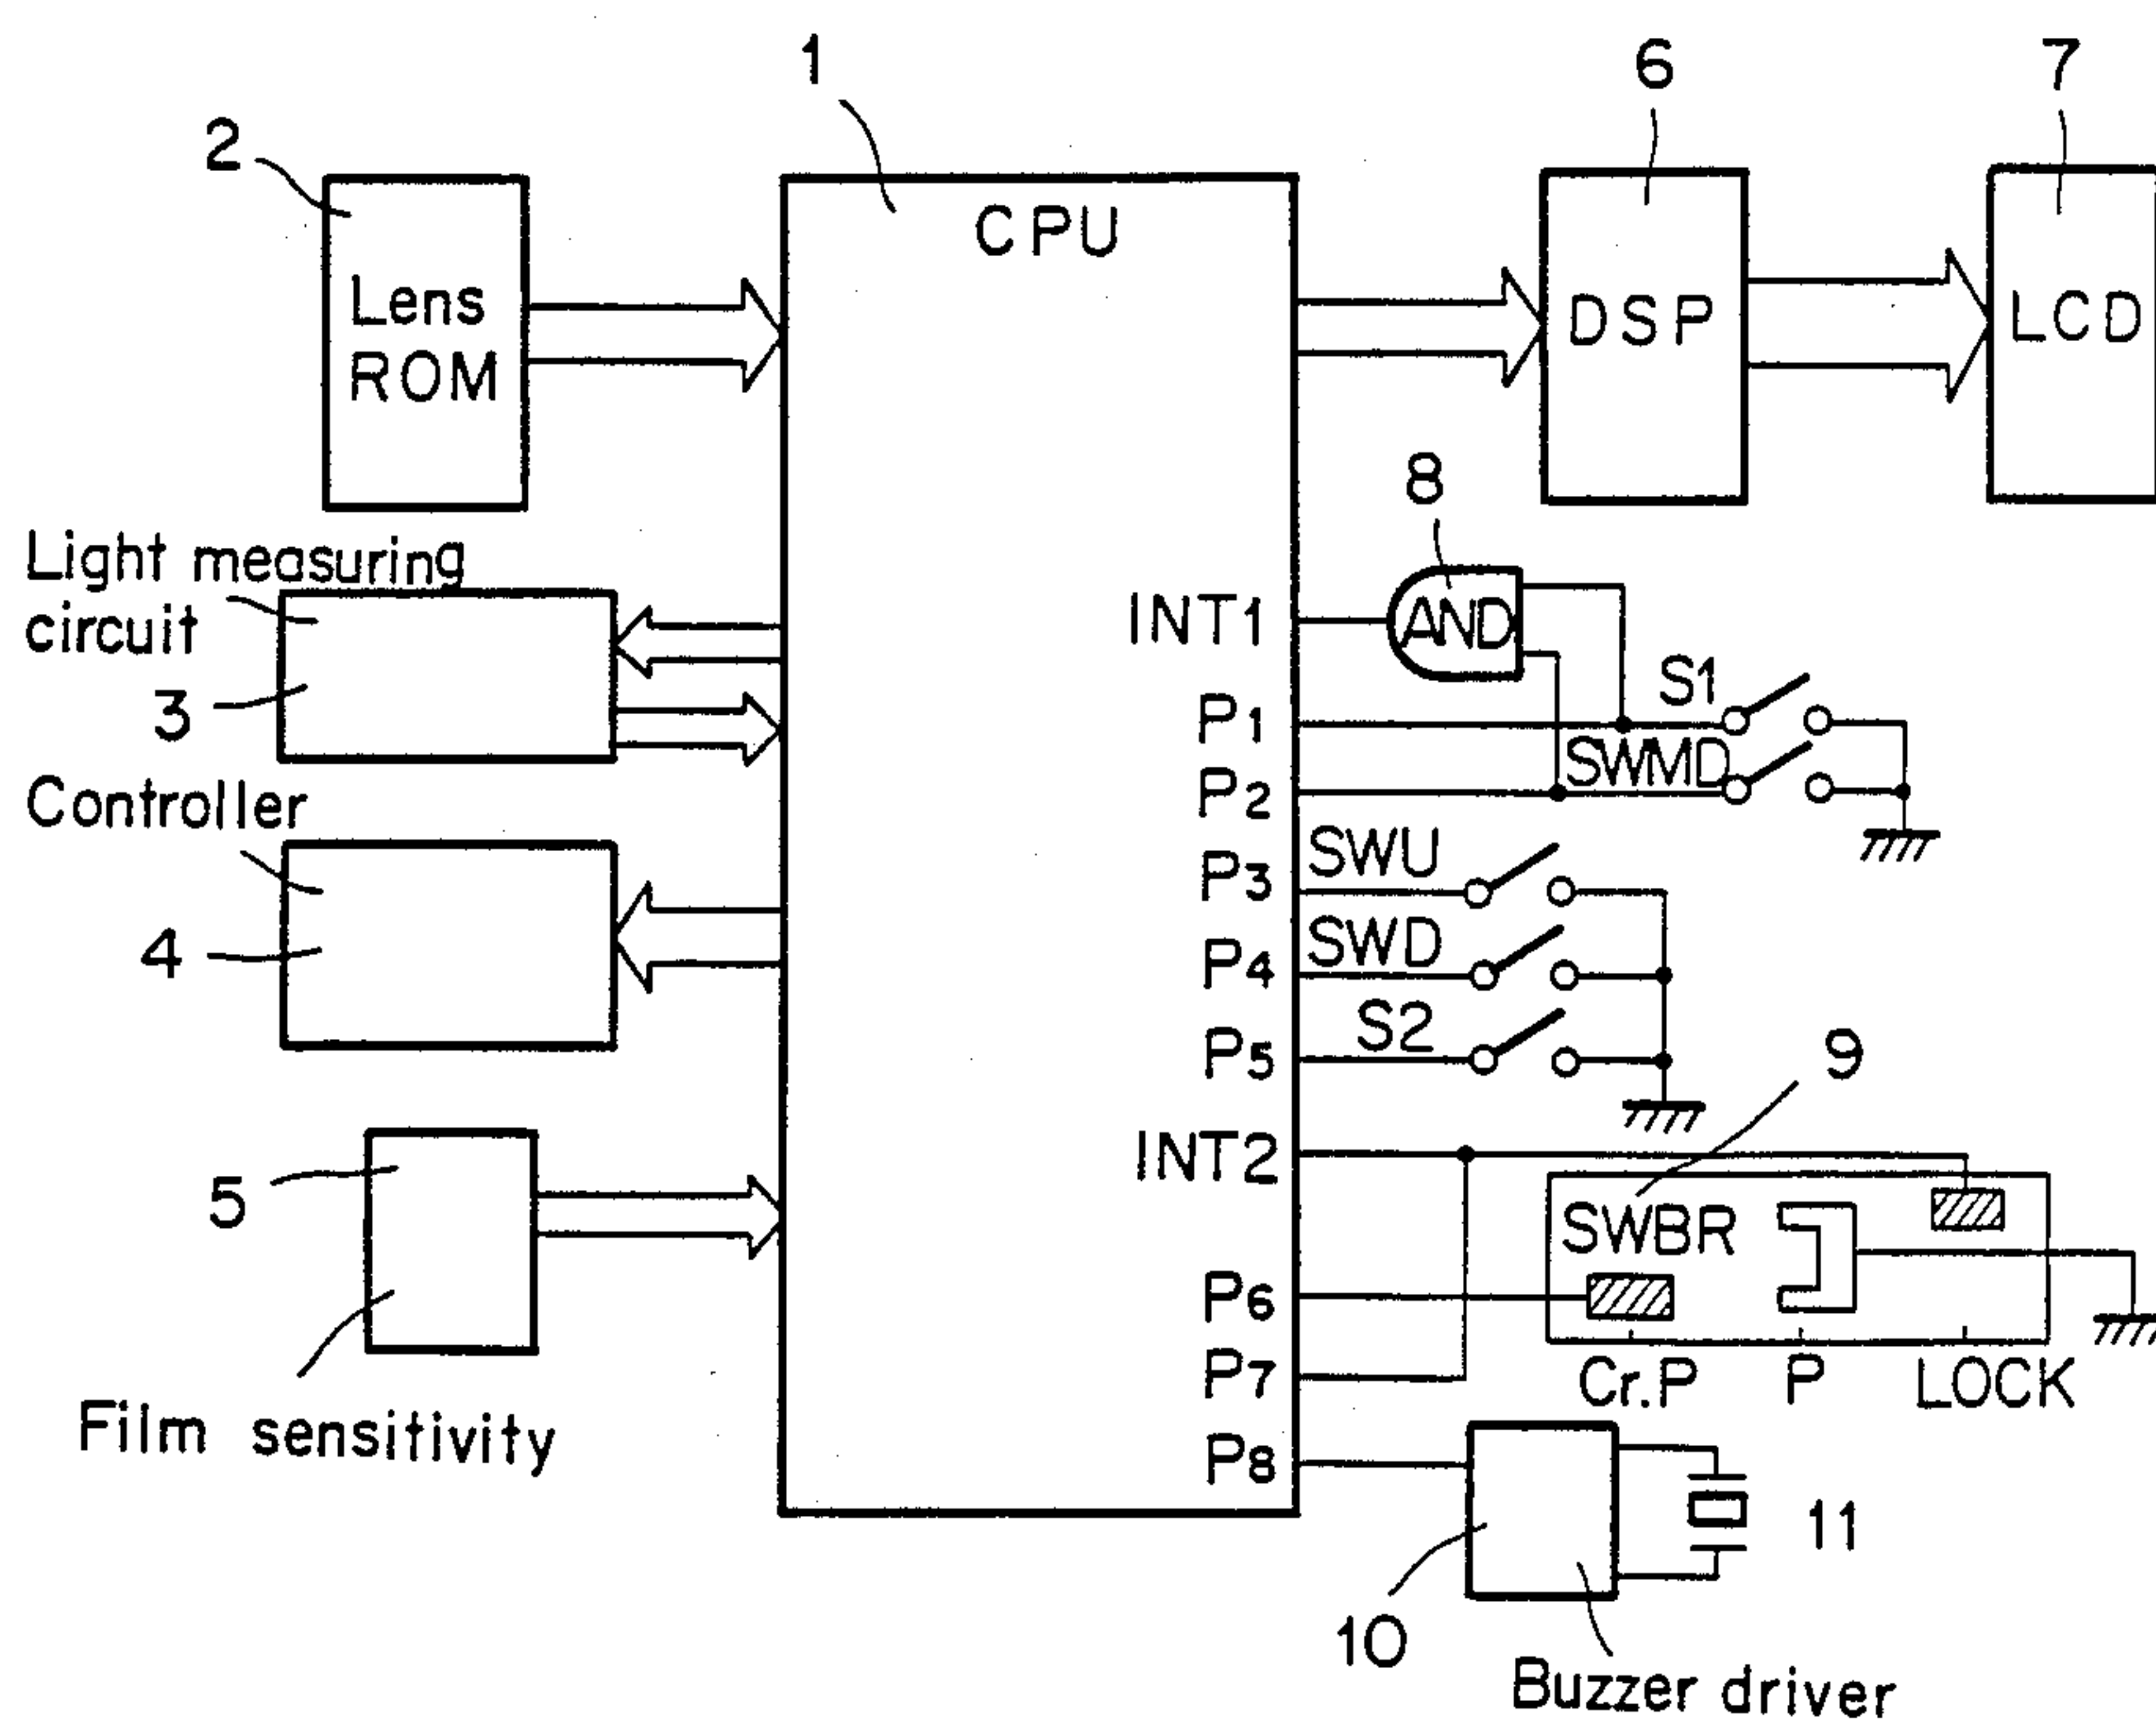 1
6
7
2
CPU
Lens
ROM
DSP
LCD
8
Light measuring
circuit
3
INT1
AND
P1
S1
P2
SWMD
Controller
4
P3
SWU
P4
SWD
P5
S2
9
INT2
5
SWBR
P6
P7
Cr.P
P
LOCK
Film sensitivity
P8
11
10
Buzzer driver